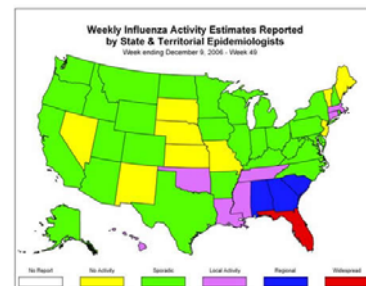 Weekly Influenza Activity Estimates Reported
by State & Territorial Epidemiologists
Week ending December 9, 2006 - Week 49
No Report No Activity Sporadic Local Activity Regional Widespread